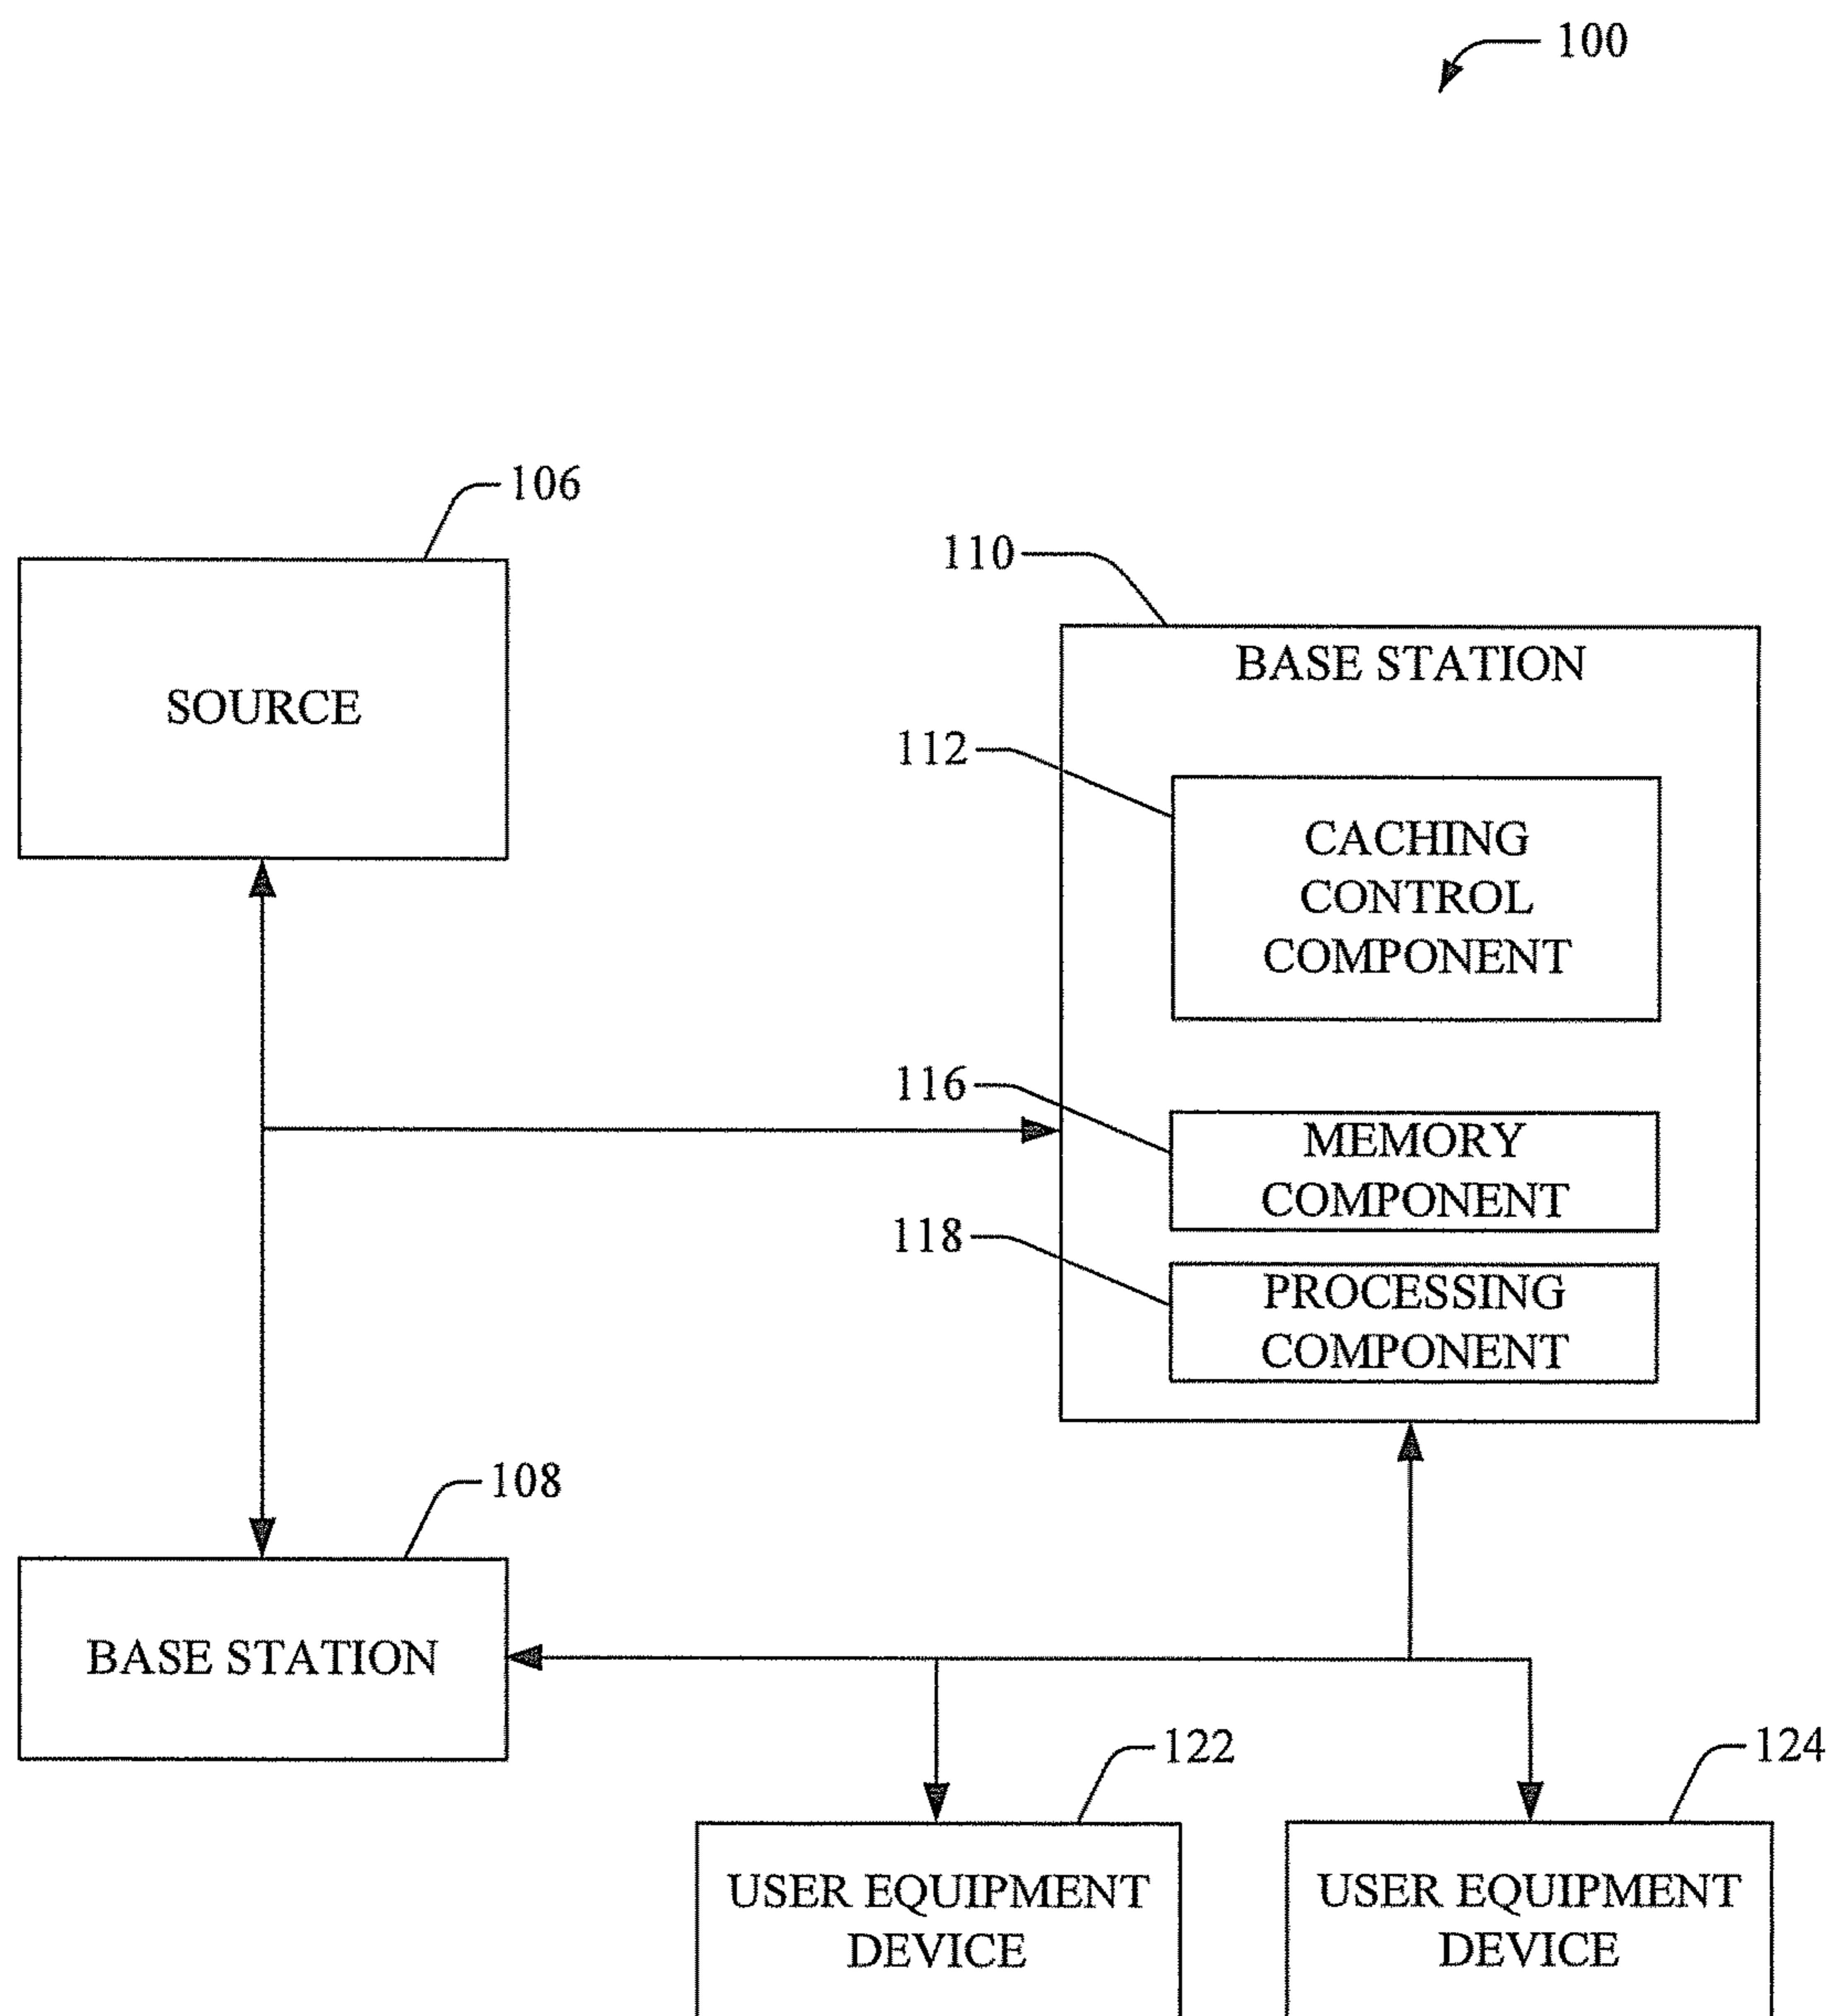 100
106
SOURCE
110
BASE STATION
112
CACHING
CONTROL
COMPONENT
116
MEMORY
COMPONENT
118
PROCESSING
COMPONENT
108
BASE STATION
122
USER EQUIPMENT
DEVICE
124
USER EQUIPMENT
DEVICE